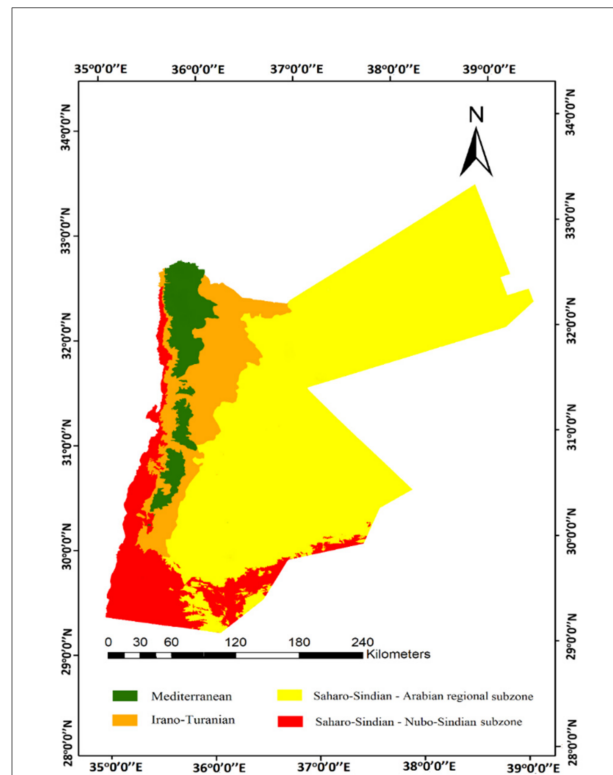 35°0'0"E 36°0'0"E 37°0'0"E 38°0'0"E 39°0'0"E
N
34°0'0"N 34°0'0"N
33°0'0"N 33°0'0"N
32°0'0"N 32°0'0"N
31°0'0"N 31°0'0"N
30°0'0"N 30°0'0"N
29°0'0"N 29°0'0"N
28°0'0"N 28°0'0"N
0 30 60 120 180 240
Kilometers
Mediterranean Saharo-Sindian - Arabian regional subzone
Irano-Turanian Saharo-Sindian - Nubo-Sindian subzone
35°0'0"E 36°0'0"E 37°0'0"E 38°0'0"E 39°0'0"E